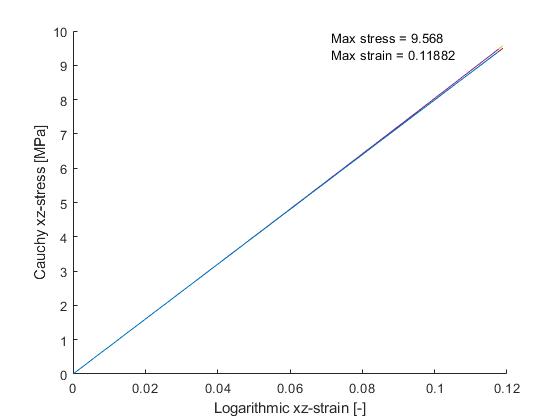 Max stress = 9.568
Max strain = 0.11882
10
9
8
7
6
5
4
3
2
1
0
Cauchy xz-stress [MPa]
0 0.02 0.04 0.06 0.08 0.1 0.12
Logarithmic xz-strain [-]